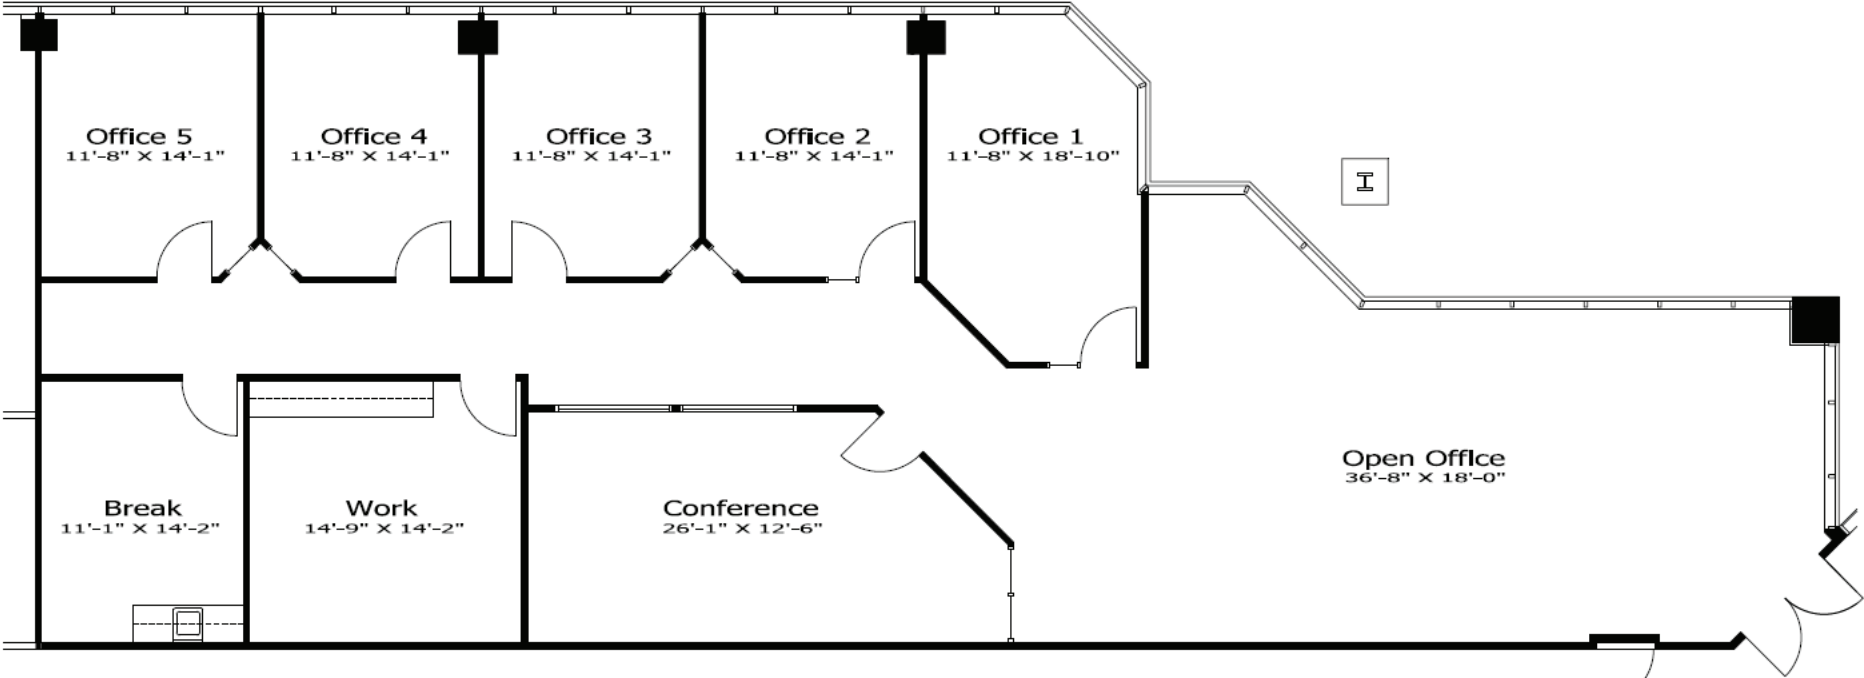 Office 5
11'-8" X 14'-1"
Office 4
11'-8" X 14'-1"
Office 3
11'-8" X 14'-1"
Office 2
11'-8" X 14'-1"
Office 1
11'-8" X 18'-10"
Open Office
36'-8" X 18'-0"
Break
11'-1" X 14'-2"
Work
14'-9" X 14'-2"
Conference
26'-1" X 12'-6"